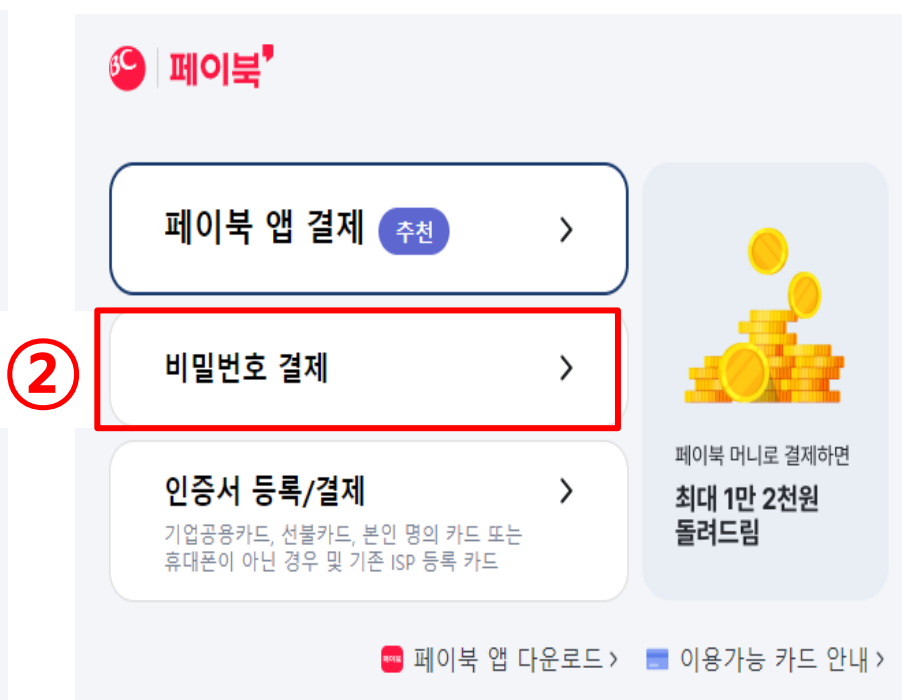 BC 페이북
페이북 앱 결제 추천
②
비밀번호 결제
인증서 등록/결제
기업공용카드, 선불카드, 본인 명의 카드 또는
휴대폰이 아닌 경우 및 기존 ISP 등록 카드
페이북 머니로 결제하면
최대 1만 2천원
돌려드림
페이북 페이북 앱 다운로드 >
이용가능 카드 안내 >